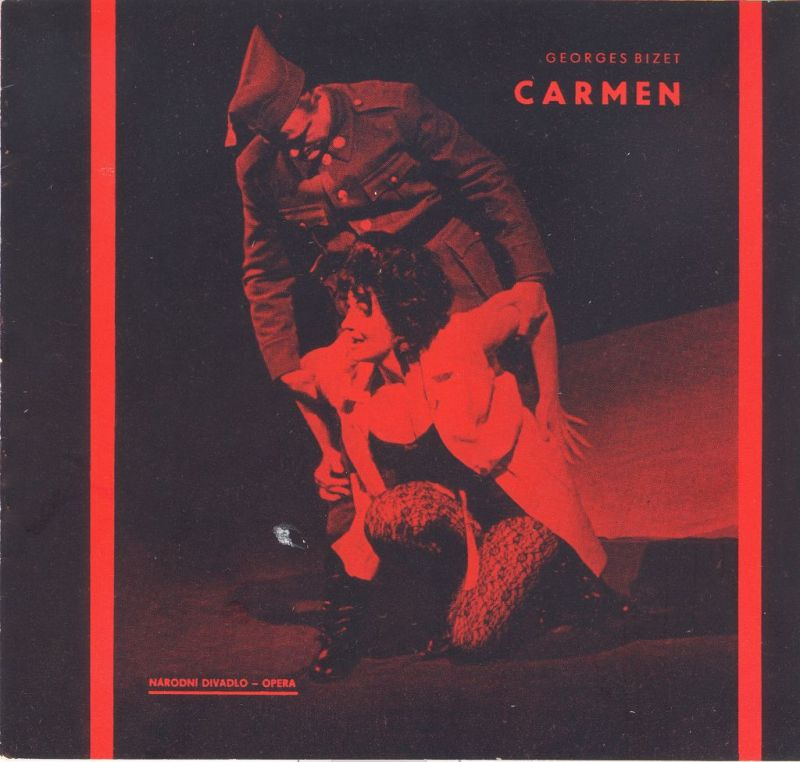 GEORGES BIZET
CARMEN
NÁRODNÍ DIVADLO – OPERA